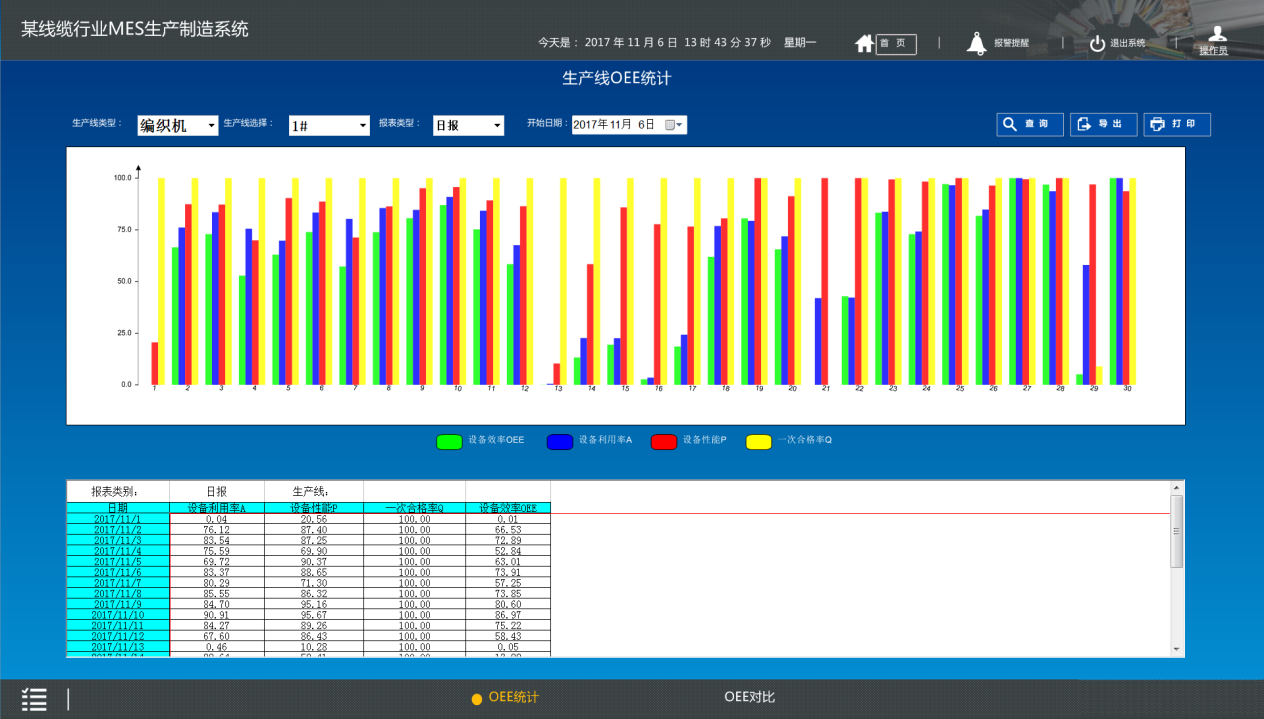 某线缆行业MES生产制造系统
今天是： 2017 年 11 月 6 日 13 时 43 分 37 秒 星期一
首 页
报警提醒
退出系统
操作员
生产线OEE统计
生产线类型： 编织机 生产线选择： 1# 报表类型： 日报 开始日期： 2017年11月 6日 查 询 导 出 打 印
100.0
75.0
50.0
25.0
0.0
1 2 3 4 5 6 7 8 9 10 11 12 13 14 15 16 17 18 19 20 21 22 23 24 25 26 27 28 29 30
设备效率OEE 设备利用率A 设备性能P 一次合格率Q
报表类别： 日报 生产线：
日期 设备利用率A 设备性能P 一次合格率Q 设备效率OEE
2017/11/1 0.04 20.56 100.00 0.01
2017/11/2 76.12 87.40 100.00 66.53
2017/11/3 83.54 87.25 100.00 72.89
2017/11/4 75.59 69.90 100.00 52.84
2017/11/5 69.72 90.37 100.00 63.01
2017/11/6 83.37 88.65 100.00 73.91
2017/11/7 80.29 71.30 100.00 57.25
2017/11/8 85.55 86.32 100.00 73.85
2017/11/9 84.70 95.16 100.00 80.60
2017/11/10 90.91 95.67 100.00 86.97
2017/11/11 84.27 89.26 100.00 75.22
2017/11/12 67.60 86.43 100.00 58.43
2017/11/13 0.46 10.28 100.00 0.05
OEE统计 OEE对比